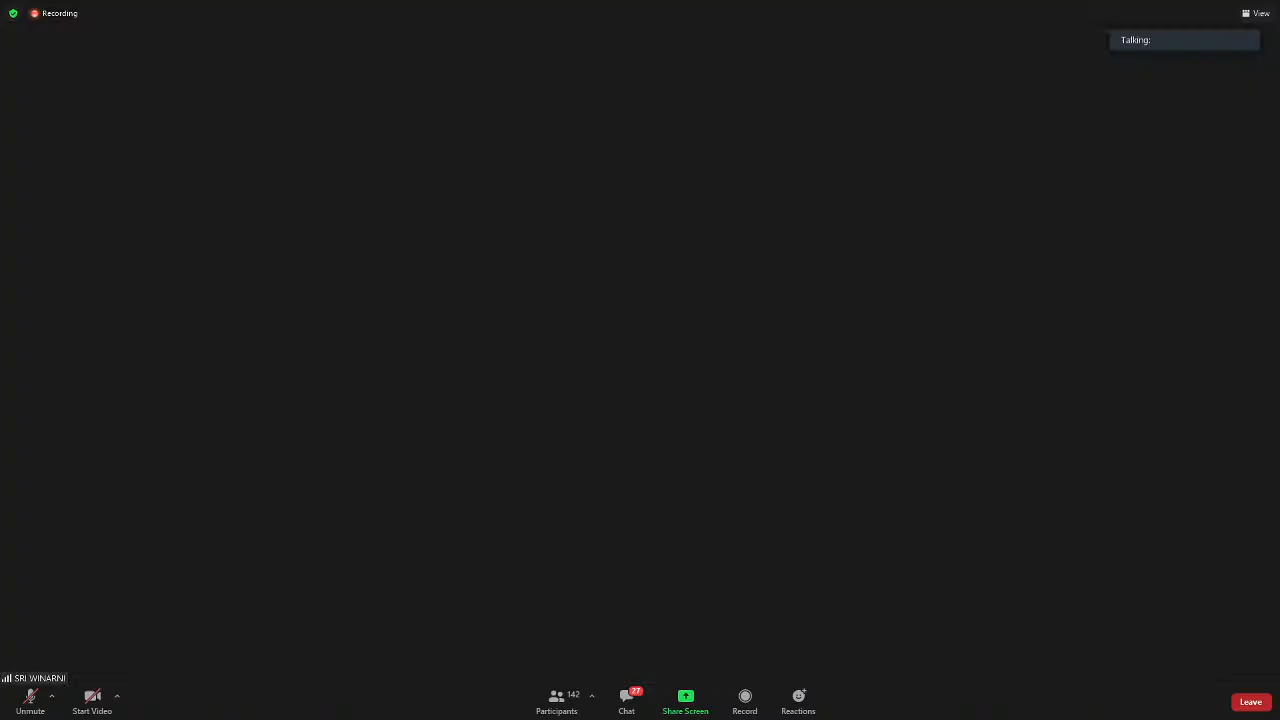 Recording
View
Talking:
SRI WINARNI
Unmute
Start Video
142
Participants
27
Chat
Share Screen
Record
Reactions
Leave